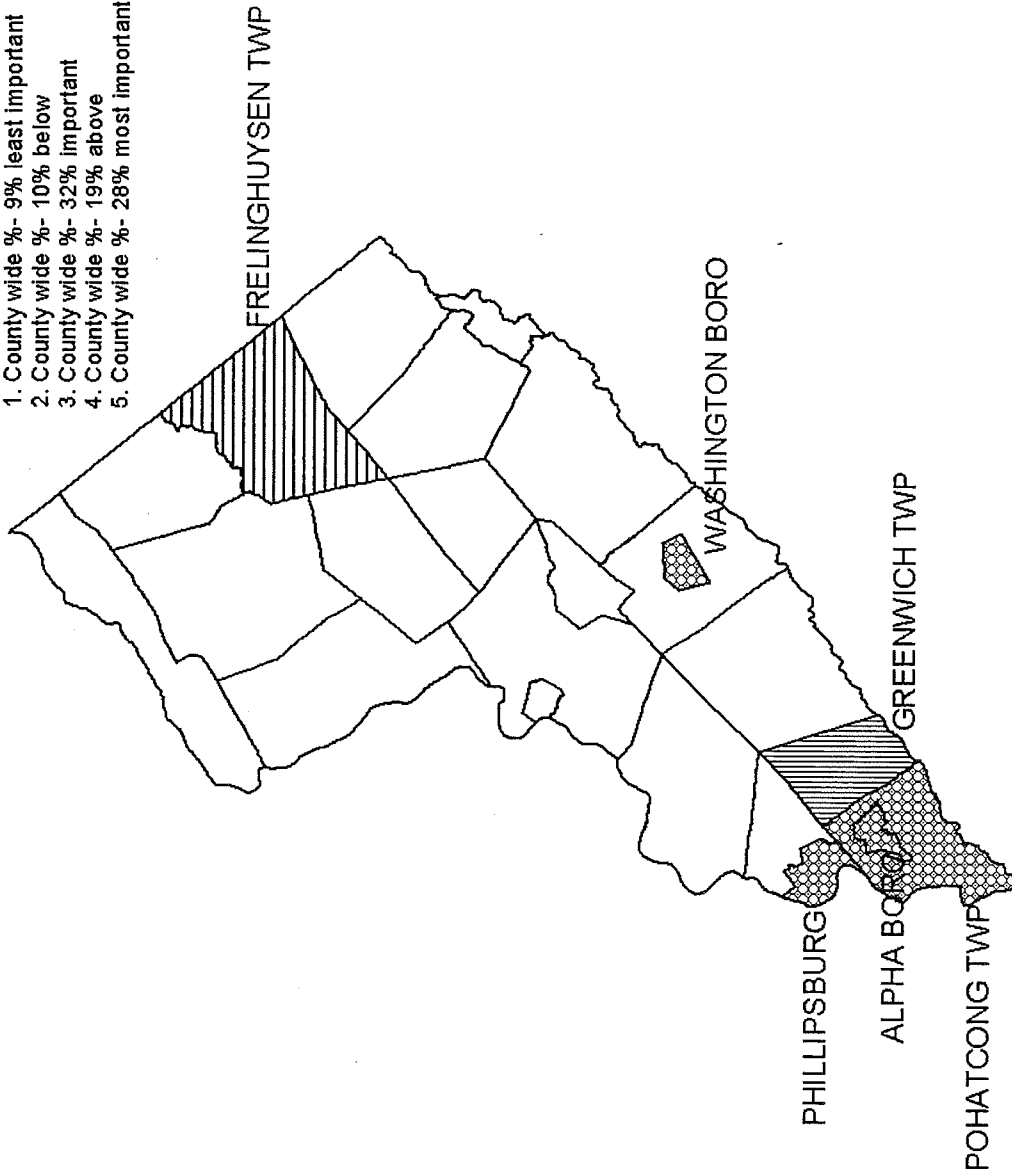 1. County wide %- 9% least important
2. County wide %- 10% below
3. County wide %- 32% important
4. County wide %- 19% above
5. County wide %- 28% most important
FRELINGHUYSEN TWP
WASHINGTON BORO
GREENWICH TWP
PHILLIPSBURG
ALPHA BORO
POHATCONG TWP